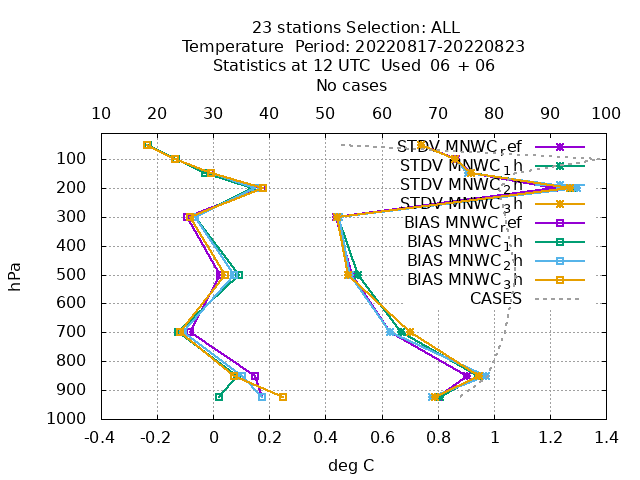 23 stations Selection: ALL
Temperature  Period: 20220817-20220823
Statistics at 12 UTC  Used  06 + 06
No cases
10 20 30 40 50 60 70 80 90 100
STDV MNWC_ref
STDV MNWC_1h
STDV MNWC_2h
STDV MNWC_3h
BIAS MNWC_ref
BIAS MNWC_1h
BIAS MNWC_2h
BIAS MNWC_3h
CASES
hPa
100
200
300
400
500
600
700
800
900
1000
-0.4 -0.2 0 0.2 0.4 0.6 0.8 1 1.2 1.4
deg C